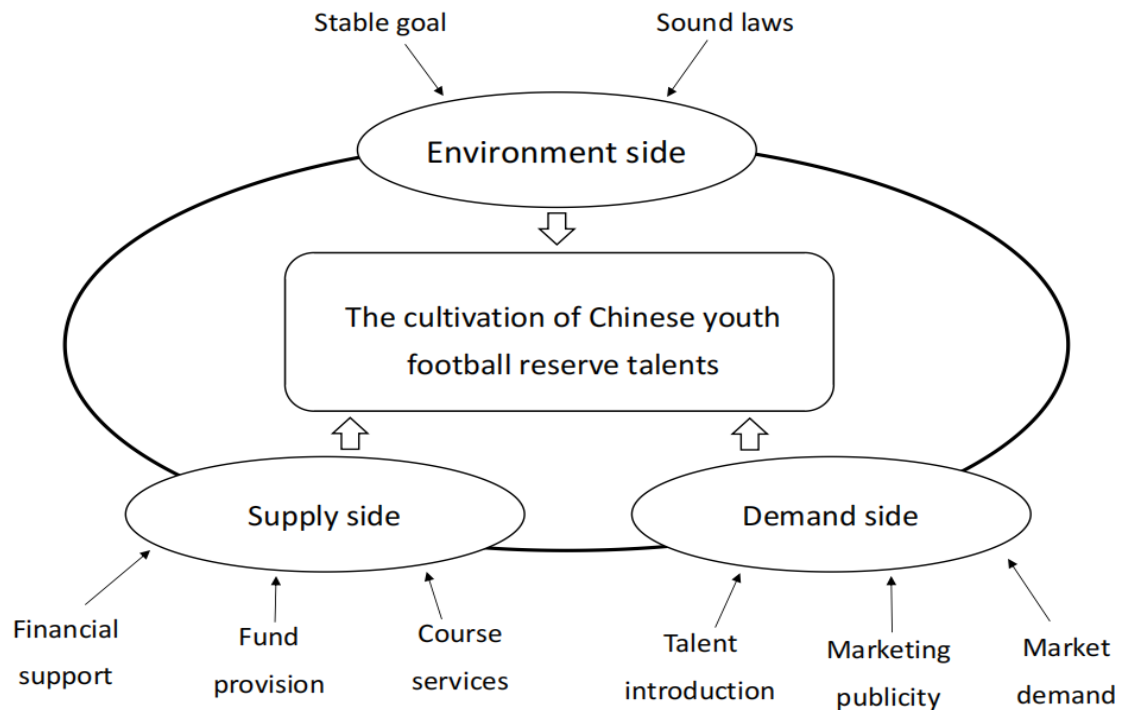 Stable goal
Sound laws
Environment side
The cultivation of Chinese youth
football reserve talents
Supply side
Demand side
Financial
support
Fund
provision
Course
services
Talent
introduction
Marketing
publicity
Market
demand